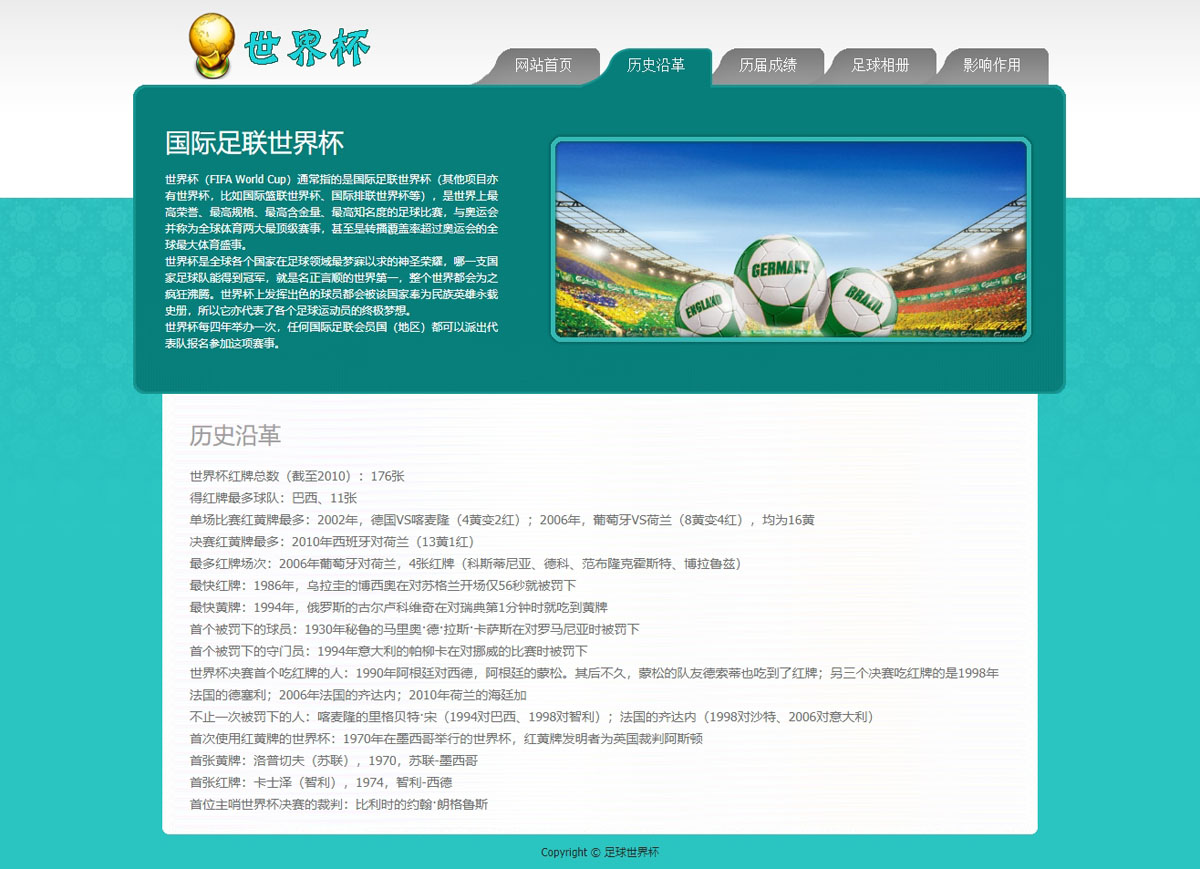 世界杯
网站首页
历史沿革
历届成绩
足球相册
影响作用
国际足联世界杯
世界杯（FIFA World Cup）通常指的是国际足联世界杯（其他项目亦
有世界杯，比如国际篮联世界杯、国际排联世界杯等），是世界上最
高荣誉、最高规格、最高含金量、最高知名度的足球比赛，与奥运会
并称为全球体育两大最顶级赛事，甚至是转播覆盖率超过奥运会的全
球最大体育盛事。
世界杯是全球各个国家在足球领域最梦寐以求的神圣荣耀，哪一支国
家足球队能得到冠军，就是名正言顺的世界第一，整个世界都会为之
疯狂沸腾。世界杯上发挥出色的球员都会被该国家奉为民族英雄永载
史册，所以它亦代表了各个足球运动员的终极梦想。
世界杯每四年举办一次，任何国际足联会员国（地区）都可以派出代
表队报名参加这项赛事。
ENGLAND
GERMANY
BRAZIL
历史沿革
世界杯红牌总数（截至2010）：176张
得红牌最多球队：巴西、11张
单场比赛红黄牌最多：2002年，德国VS喀麦隆（4黄变2红）；2006年，葡萄牙VS荷兰（8黄变4红），均为16黄
决赛红黄牌最多：2010年西班牙对荷兰（13黄1红）
最多红牌场次：2006年葡萄牙对荷兰，4张红牌（科斯蒂尼亚、德科、范布隆克霍斯特、博拉鲁兹）
最快红牌：1986年，乌拉圭的博西奥在对苏格兰开场仅56秒就被罚下
最快黄牌：1994年，俄罗斯的古尔卢科维奇在对瑞典第1分钟时就吃到黄牌
首个被罚下的球员：1930年秘鲁的马里奥·德·拉斯·卡萨斯在对罗马尼亚时被罚下
首个被罚下的守门员：1994年意大利的帕柳卡在对挪威的比赛时被罚下
世界杯决赛首个吃红牌的人：1990年阿根廷对西德，阿根廷的蒙松。其后不久，蒙松的队友德索蒂也吃到了红牌；另三个决赛吃红牌的是1998年
法国的德塞利；2006年法国的齐达内；2010年荷兰的海廷加
不止一次被罚下的人：喀麦隆的里格贝特·宋（1994对巴西、1998对智利）；法国的齐达内（1998对沙特、2006对意大利）
首次使用红黄牌的世界杯：1970年在墨西哥举行的世界杯，红黄牌发明者为英国裁判阿斯顿
首张黄牌：洛普切夫（苏联），1970，苏联-墨西哥
首张红牌：卡士泽（智利），1974，智利-西德
首位主哨世界杯决赛的裁判：比利时的约翰·朗格鲁斯
Copyright © 足球世界杯